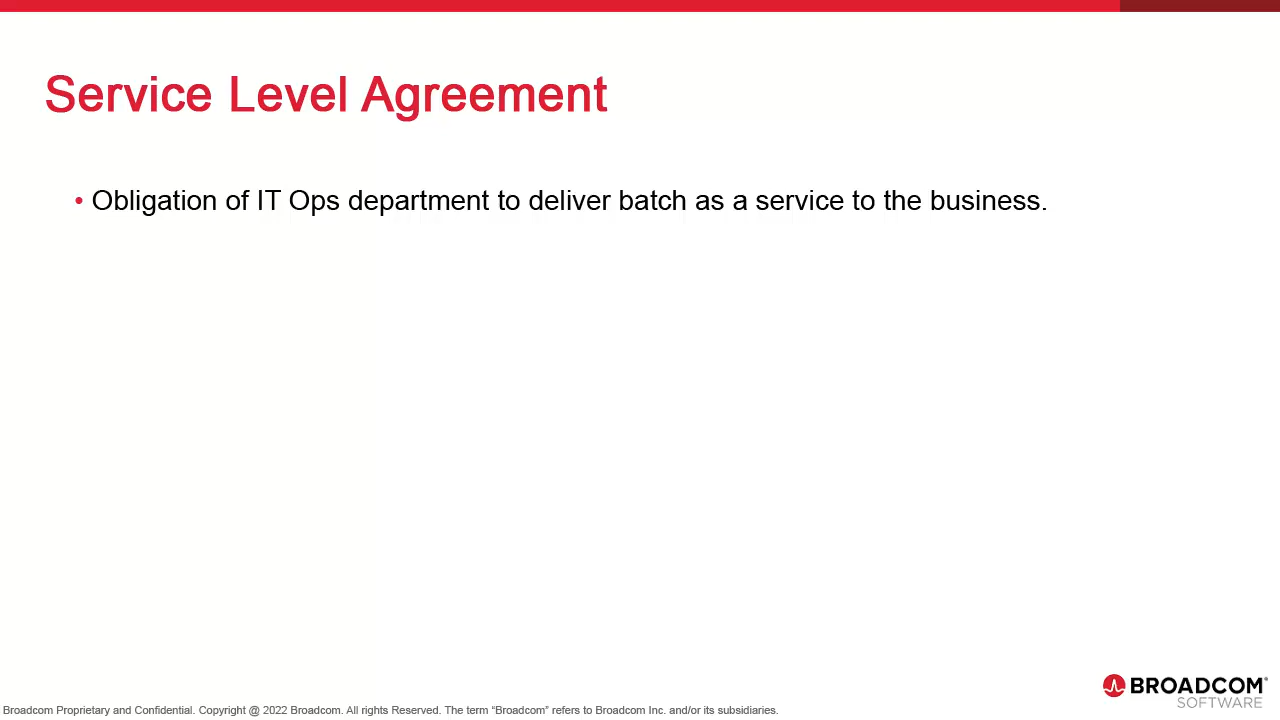 Service Level Agreement
• Obligation of IT Ops department to deliver batch as a service to the business.
BROADCOM®
SOFTWARE
Broadcom Proprietary and Confidential. Copyright @ 2022 Broadcom. All rights Reserved. The term “Broadcom” refers to Broadcom Inc. and/or its subsidiaries.